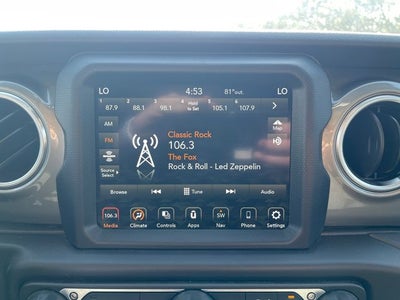 LO 4:53 81° out. LO
1 87.9 2 88.1 3 98.1 4 Hold to Set 5 105.1 6 107.9
AM
FM
Source Select
Classic Rock
106.3
The Fox
Rock & Roll - Led Zeppelin
Map
Browse Tune Audio
106.3 SW
Media Climate Controls Apps Nav Phone Settings